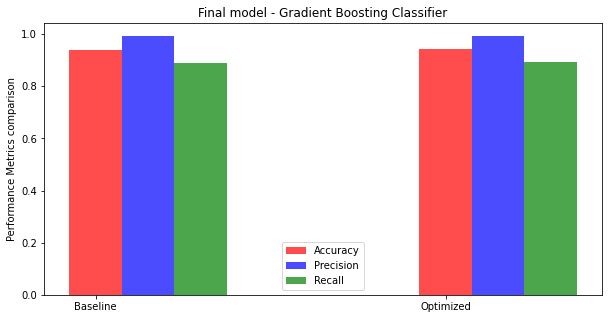 Final model - Gradient Boosting Classifier
Performance Metrics comparison
1.0
0.8
0.6
0.4
0.2
0.0
Accuracy
Precision
Recall
Baseline
Optimized